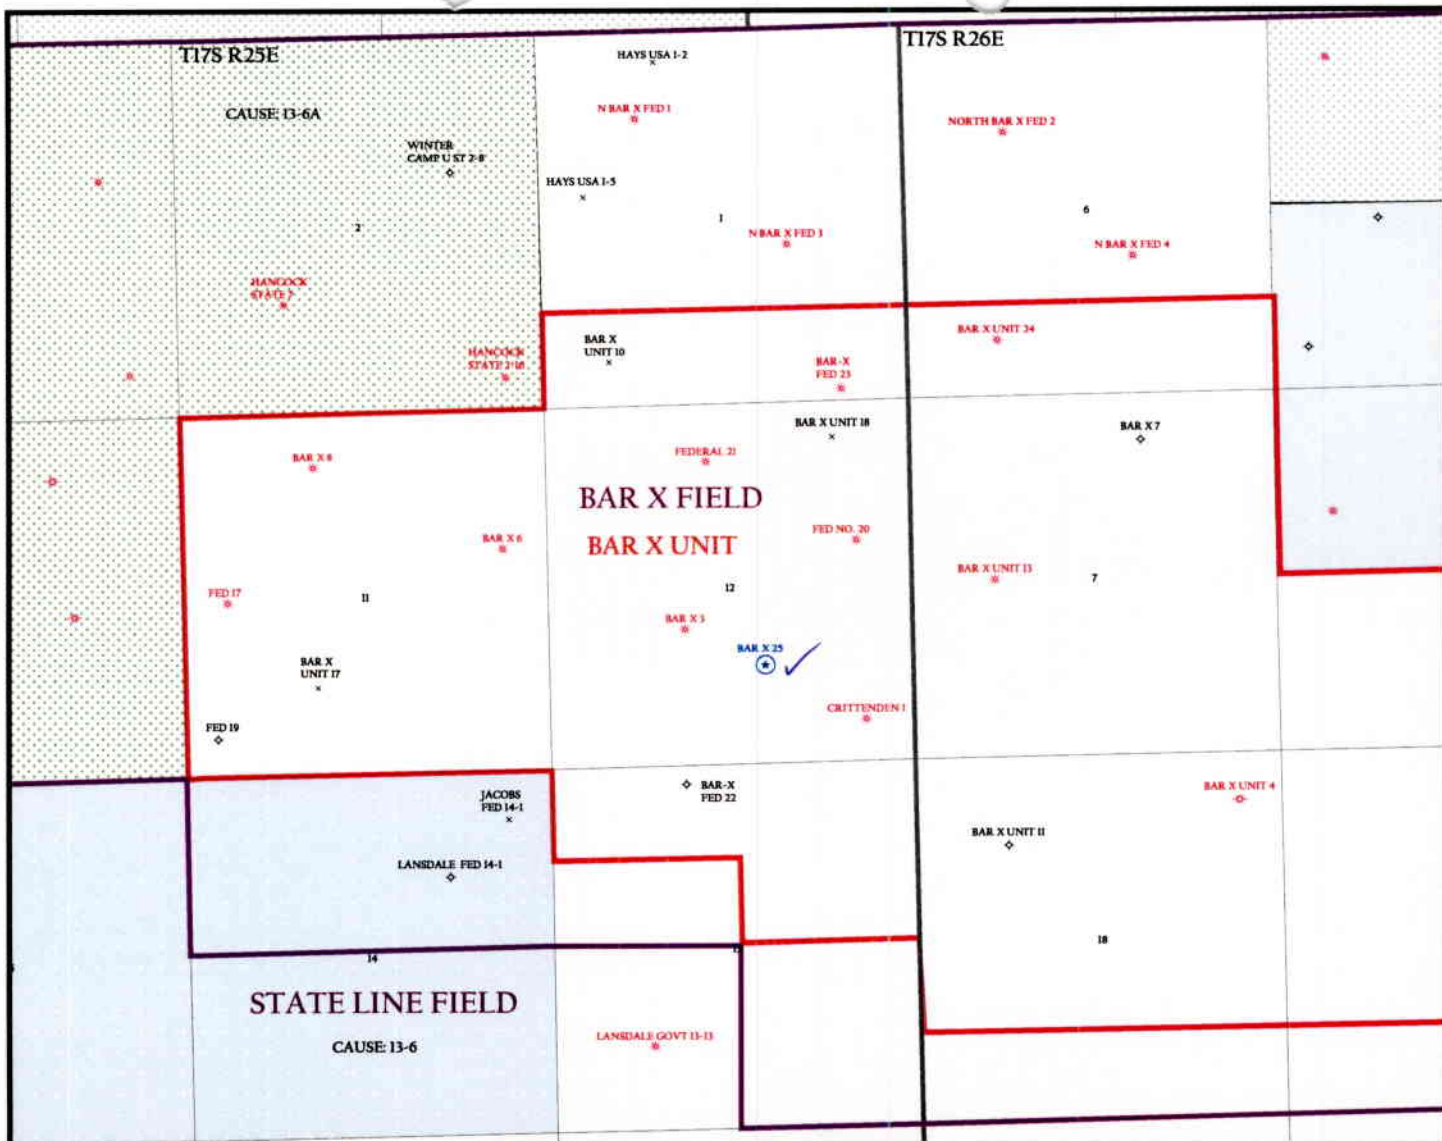 T17S R25E
T17S R26E
HAYS USA 1-2
CAUSE: 13-6A
N BAR X FED 1
NORTH BAR X FED 2
WINTER
CAMP U ST 2-8
HAYS USA 1-5
2
1
6
N BAR X FED 3
N BAR X FED 4
HANCOCK
STATE 7
BAR X
UNIT 10
BAR X UNIT 24
HANCOCK
STATE 2-16
BAR-X
FED 23
BAR X UNIT 18
BAR X 7
BAR X 8
FEDERAL 21
BAR X FIELD
BAR X UNIT
BAR X 6
FED NO. 20
BAR X UNIT 13
7
FED 17
11
12
BAR X 3
BAR X 25
BAR X
UNIT 17
CRITTENDEN 1
FED 19
JACOBS
FED 14-1
BAR-X
FED 22
BAR X UNIT 4
BAR X UNIT 11
LANSDALE FED 14-1
18
14
STATE LINE FIELD
LANSDALE GOVT 13-13
CAUSE: 13-6